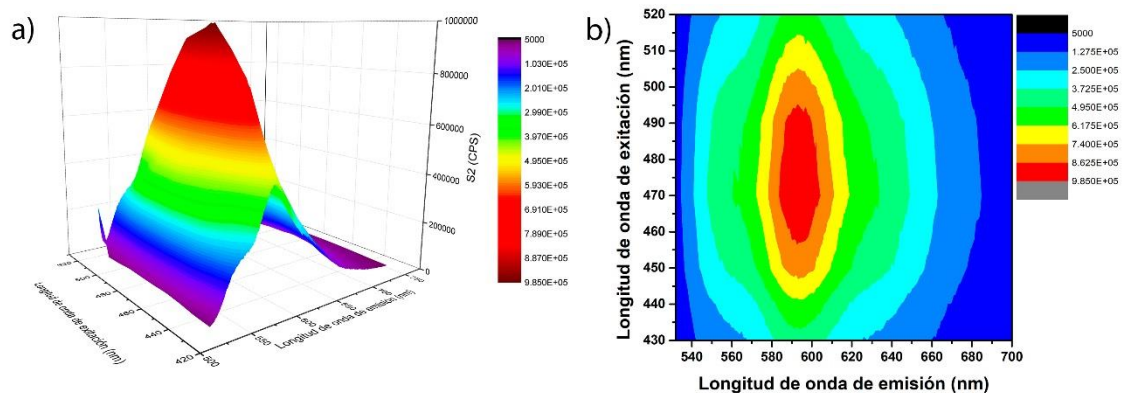 a)
1000000
800000
600000
400000
200000
0
S2 (CPS)
5000
1.030E+05
2.010E+05
2.990E+05
3.970E+05
4.950E+05
5.930E+05
6.910E+05
7.890E+05
8.870E+05
9.850E+05
Longitud de onda de exitación (nm)
480
460
440
420
500
550
600
Longitud de onda de emisión (nm)
b)
Longitud de onda de exitación (nm)
520
510
500
490
480
470
460
450
440
430
540 560 580 600 620 640 660 680 700
Longitud de onda de emisión (nm)
5000
1.275E+05
2.500E+05
3.725E+05
4.950E+05
6.175E+05
7.400E+05
8.625E+05
9.850E+05